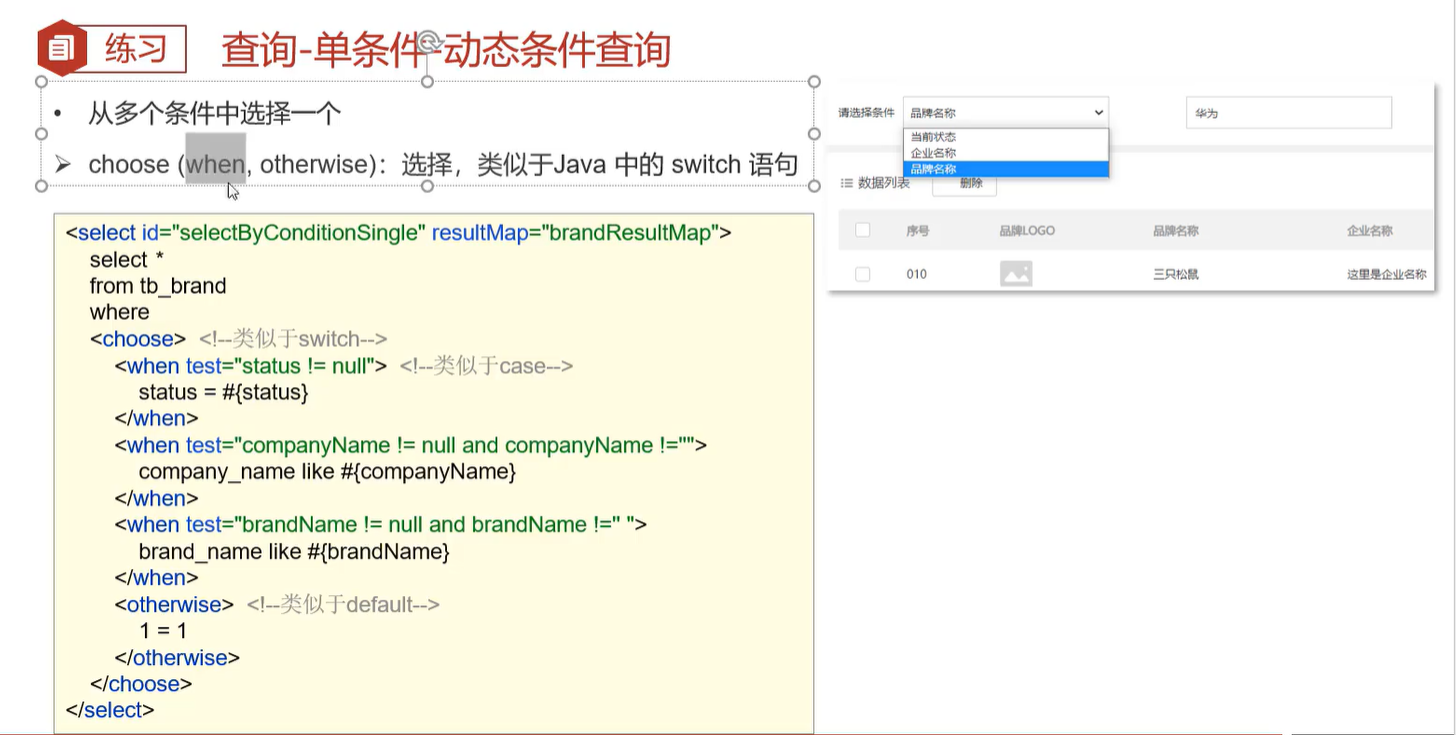 练习
查询-单条件-动态条件查询
• 从多个条件中选择一个
➢ choose (when, otherwise)：选择，类似于Java 中的 switch 语句
<select id="selectByConditionSingle" resultMap="brandResultMap">
select *
from tb_brand
where
<choose> <!--类似于switch-->
<when test="status != null"> <!--类似于case-->
status = #{status}
</when>
<when test="companyName != null and companyName !="">
company_name like #{companyName}
</when>
<when test="brandName != null and brandName !=" ">
brand_name like #{brandName}
</when>
<otherwise> <!--类似于default-->
1 = 1
</otherwise>
</choose>
</select>
请选择条件 品牌名称 华为
当前状态
企业名称
品牌名称
数据列表 删除
序号 品牌LOGO 品牌名称 企业名称
010 三只松鼠 这里是企业名称